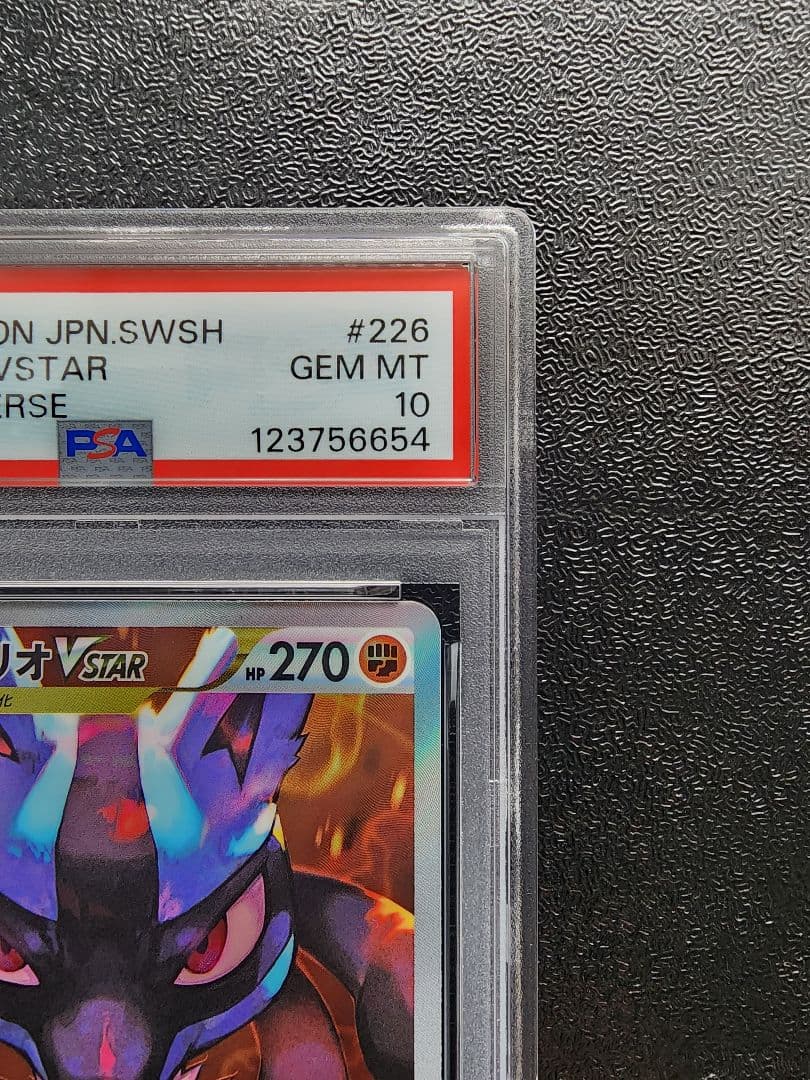 ON JPN.SWSH #226
VSTAR GEM MT
ERSE 10
PSA 123756654
リオVSTAR HP 270
化